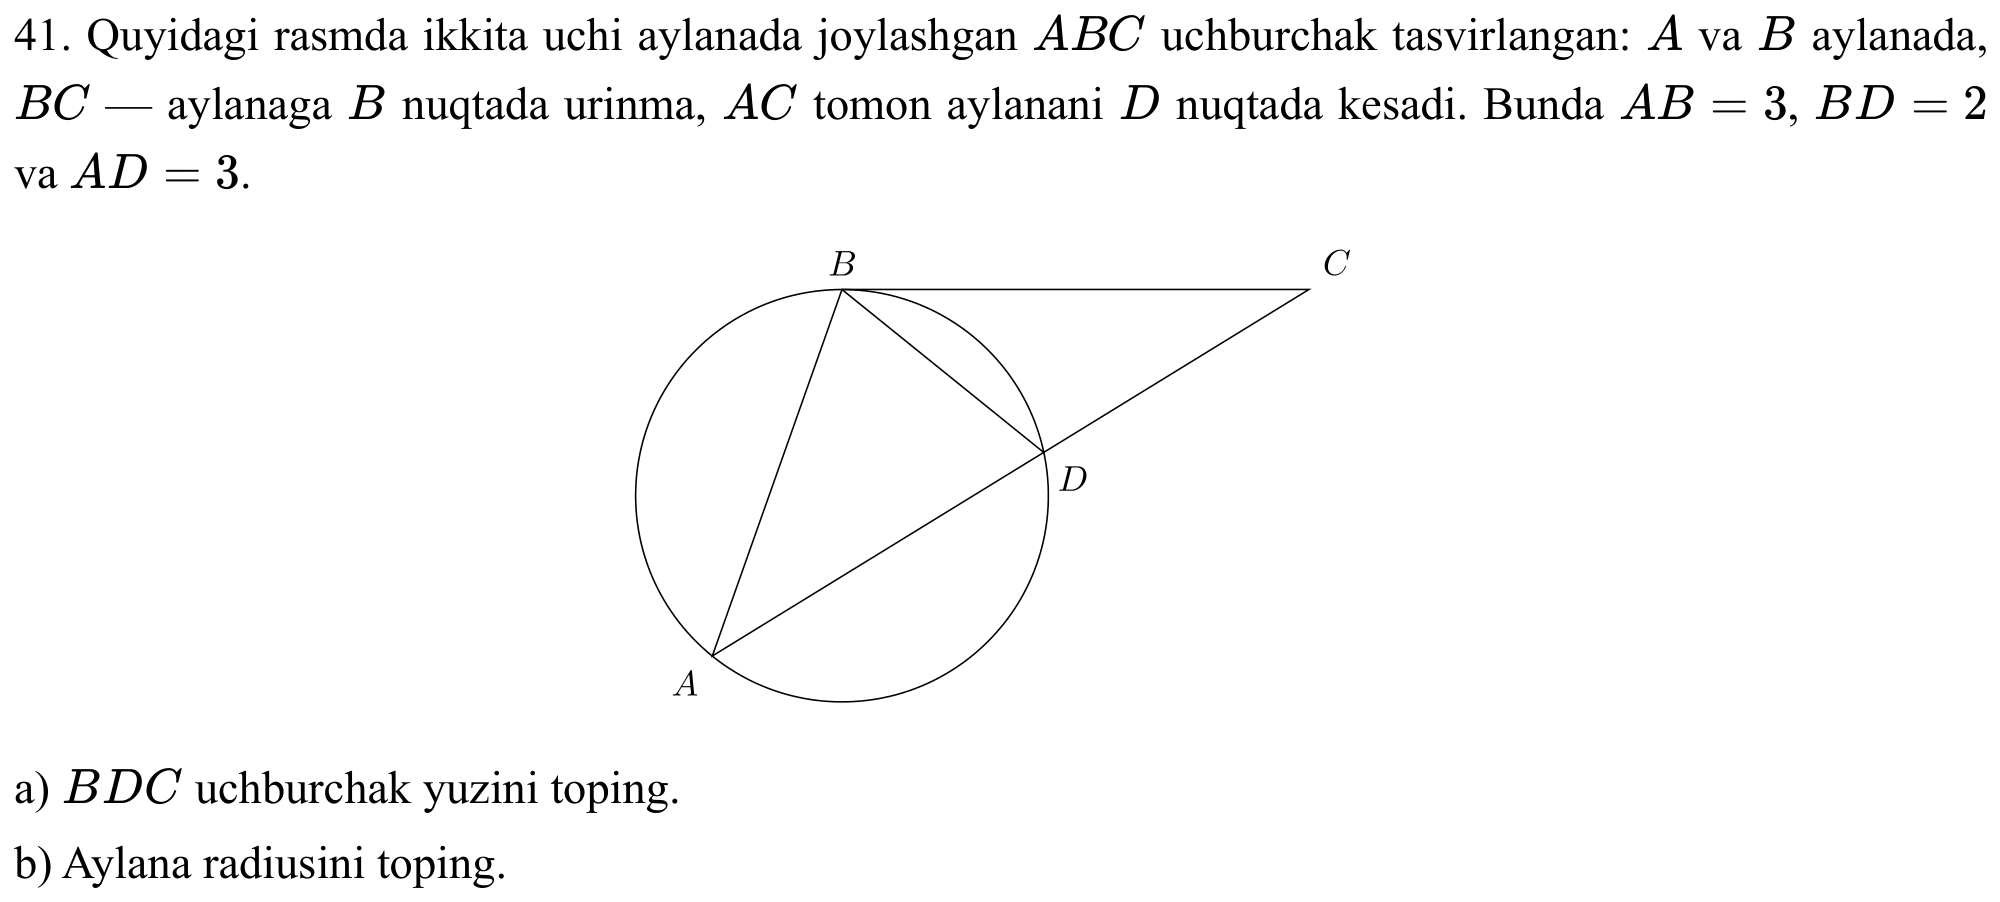 41. Quyidagi rasmda ikkita uchi aylanada joylashgan ABC uchburchak tasvirlangan: A va B aylanada,
BC — aylanaga B nuqtada urinma, AC tomon aylanani D nuqtada kesadi. Bunda AB = 3, BD = 2
va AD = 3.
B
C
D
A
a) BDC uchburchak yuzini toping.
b) Aylana radiusini toping.